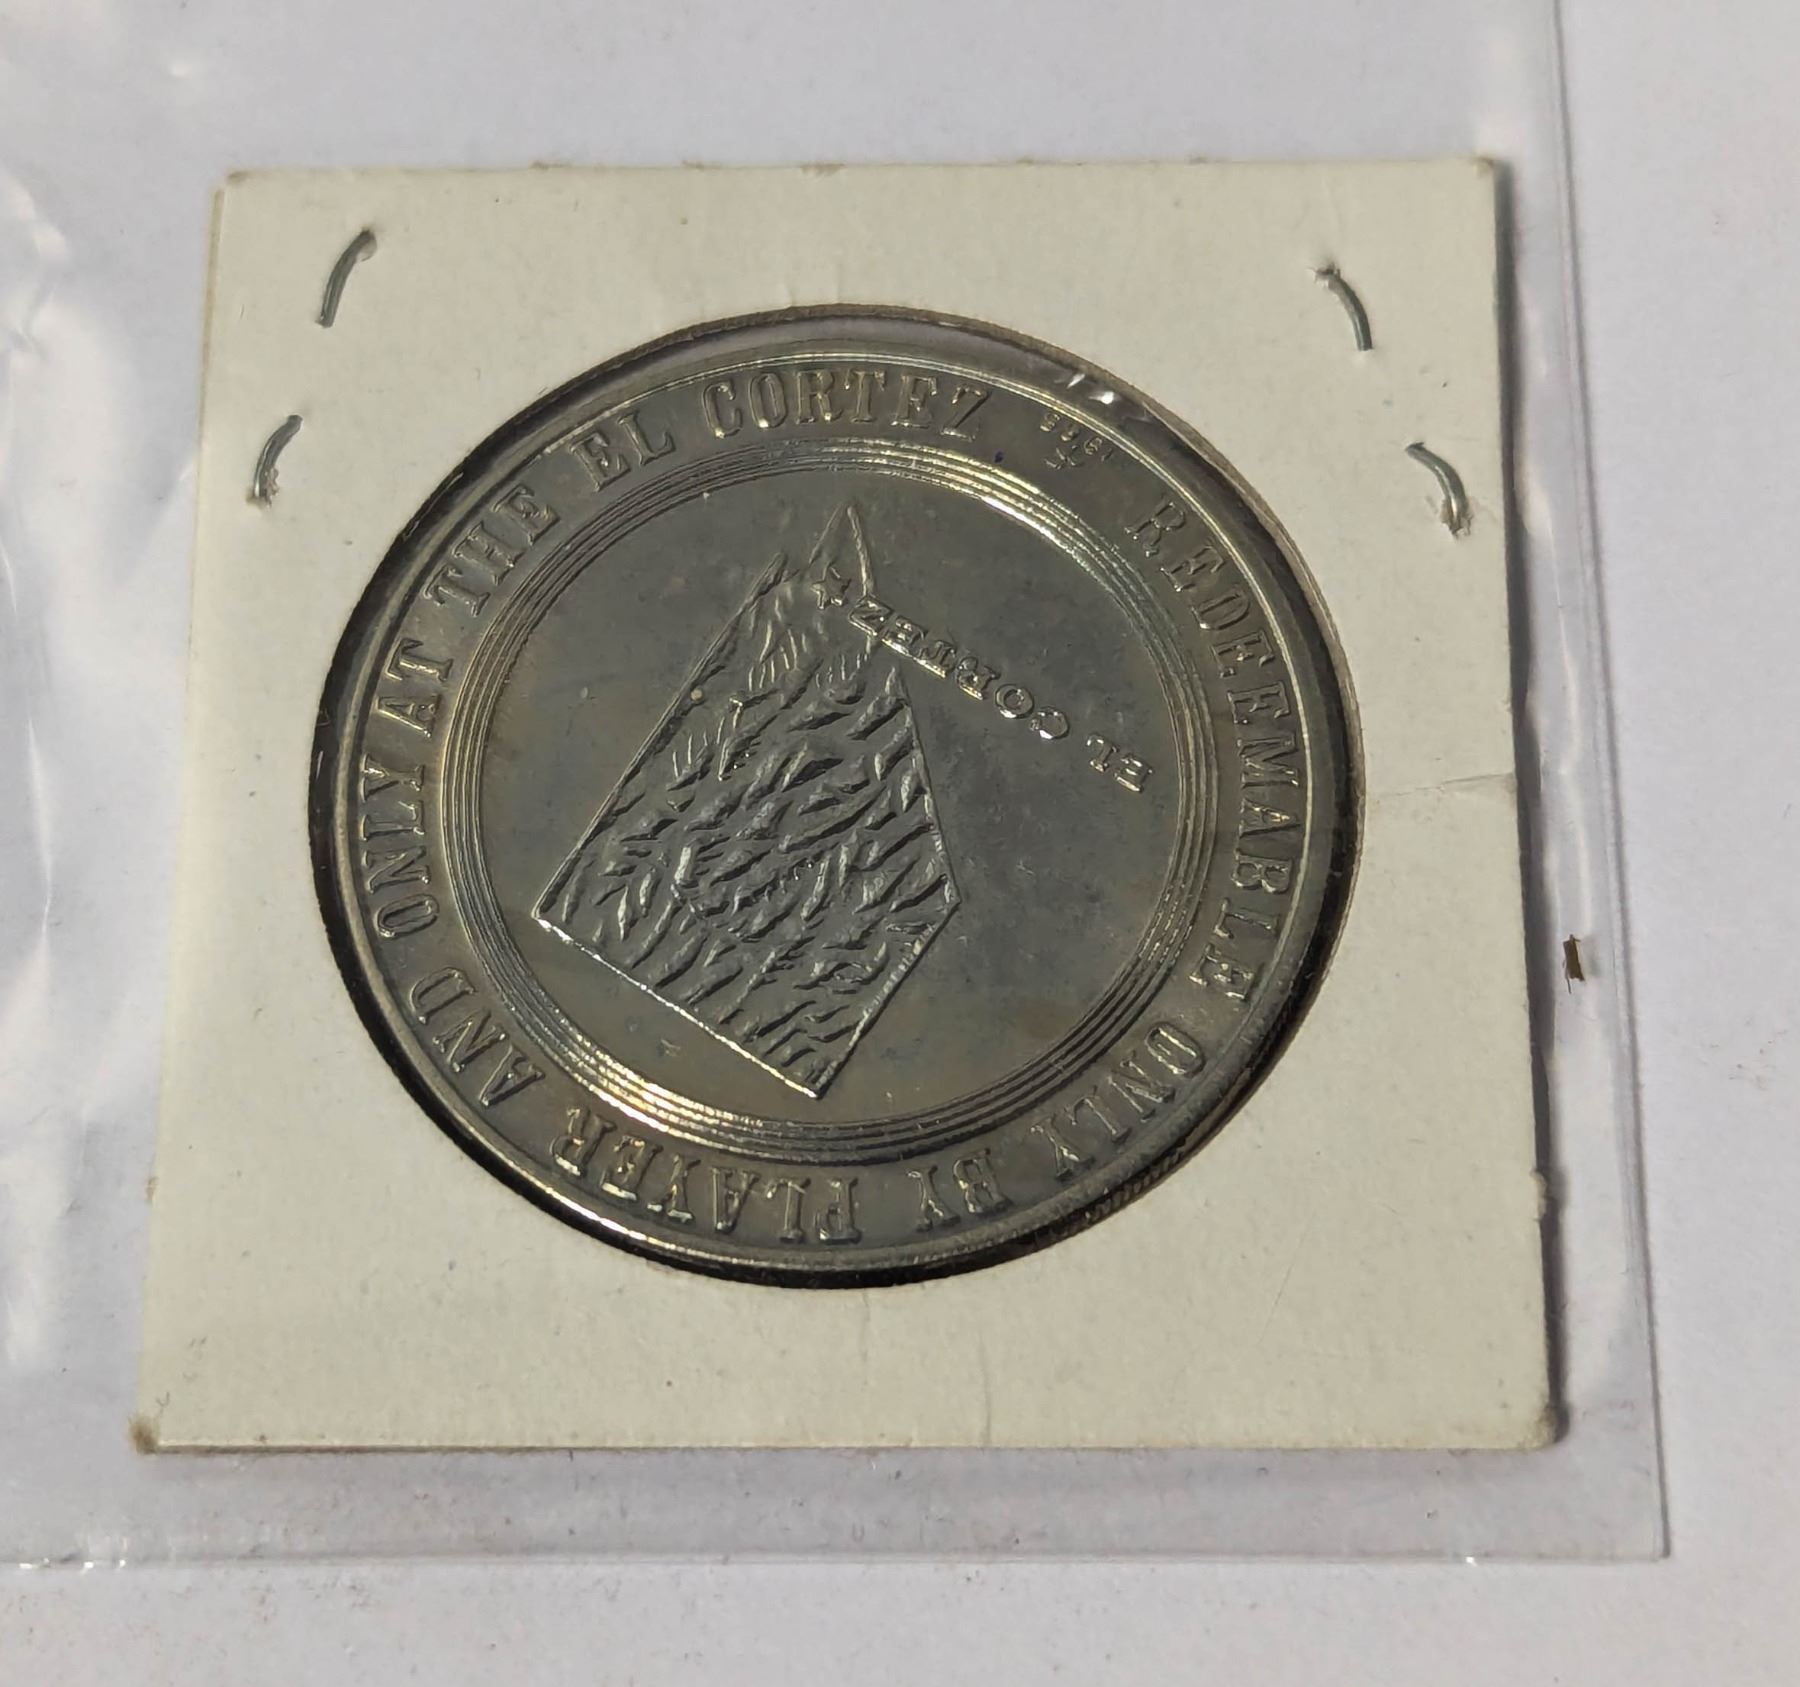 REDEEMABLE ONLY BY PLAYER AND ONLY AT THE EL CORTEZ
EL CORTEZ